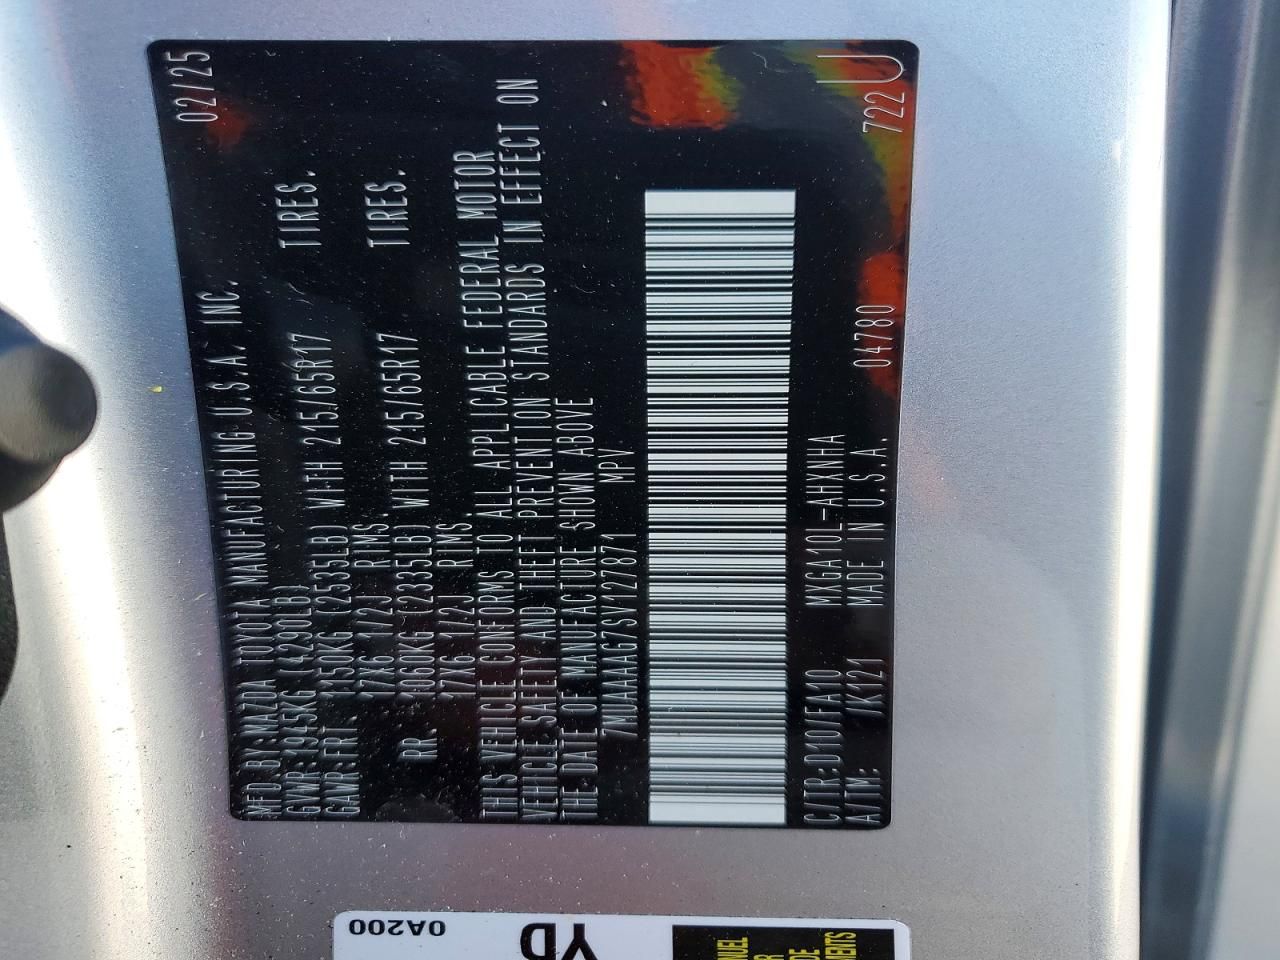 MFD BY:MAZDA TOYOTA MANUFACTURING U.S.A. INC. 02/25
GVWR:1945KG (4290LB)
GAWR:FRT. 1150KG (2535LB) WITH 215/65R17 TIRES.
17X6 1/2J RIMS.
RR. 1060KG (2335LB) WITH 215/65R17 TIRES.
17X6 1/2J RIMS.
THIS VEHICLE CONFORMS TO ALL APPLICABLE FEDERAL MOTOR
VEHICLE SAFETY AND THEFT PREVENTION STANDARDS IN EFFECT ON
THE DATE OF MANUFACTURE SHOWN ABOVE
7MUAAAAG7SV127871 MPV
C/TR:D10/FA10 MXGA10L-AHXNHA
A/TM: /K121 MADE IN U.S.A. 04780 722U
0A200
YD
NUEL